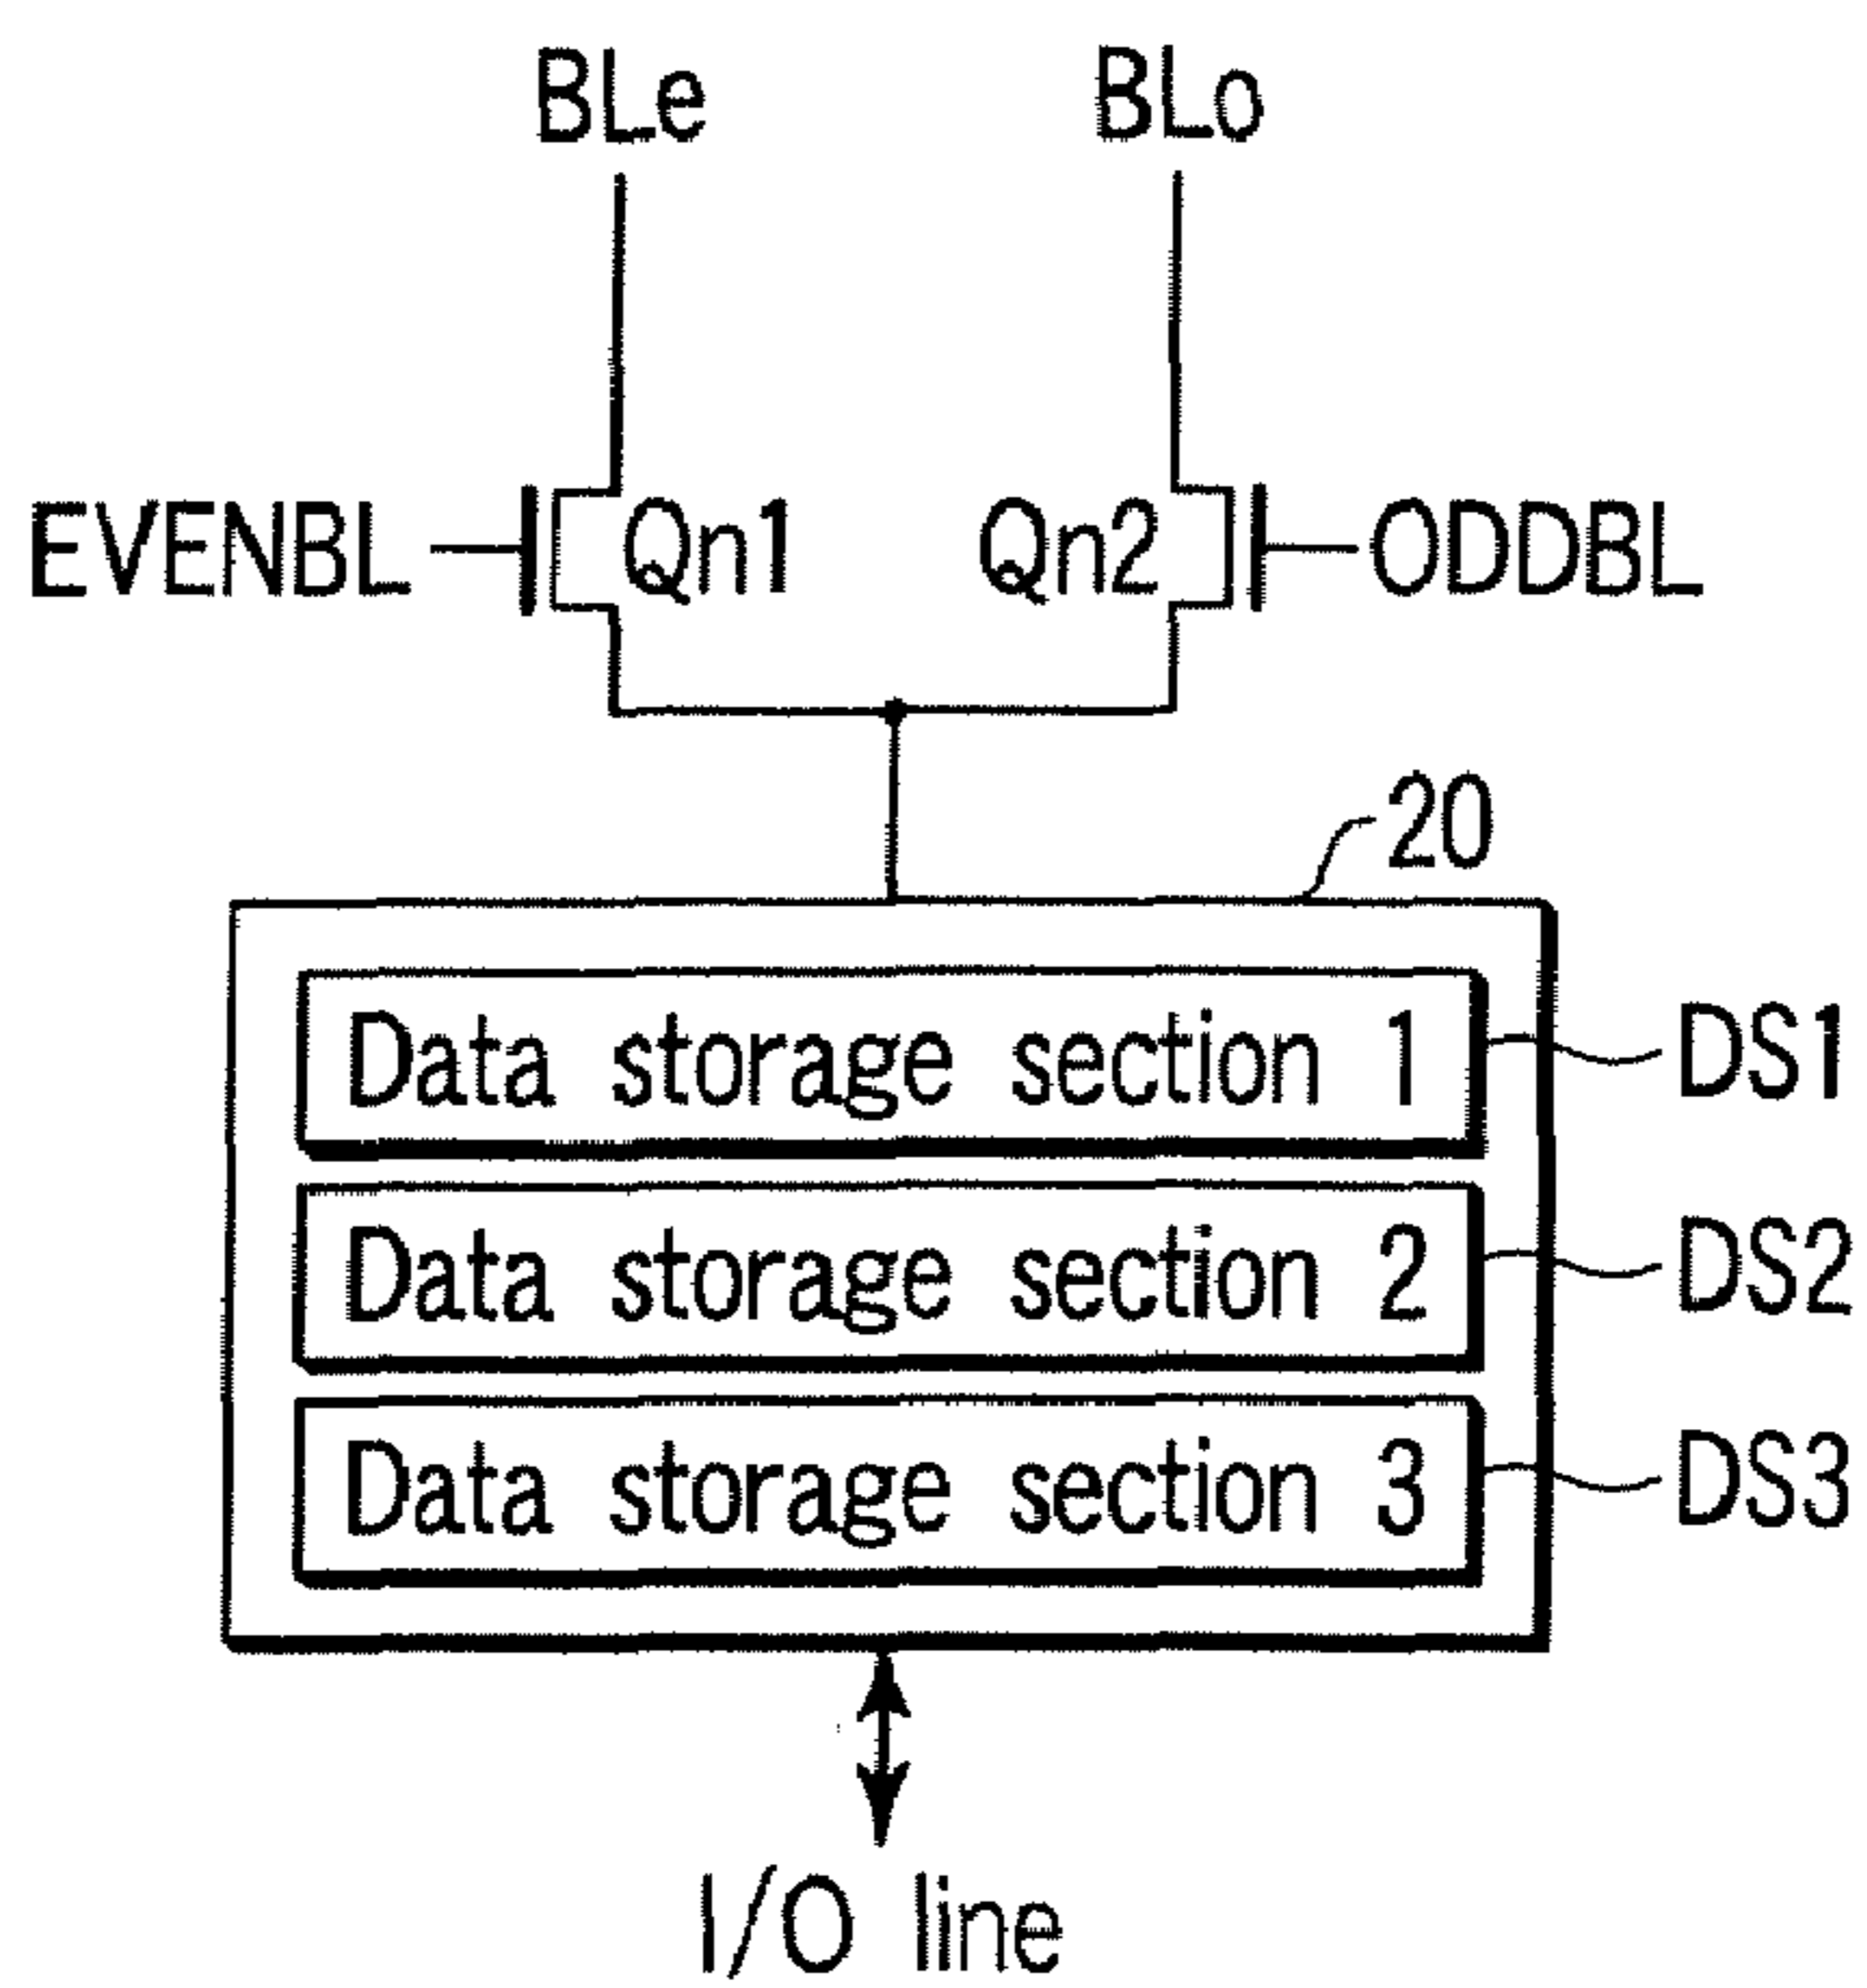 BLe BLo
EVENBL Qn1 Qn2 ODDBL
20
Data storage section 1 DS1
Data storage section 2 DS2
Data storage section 3 DS3
I/O line